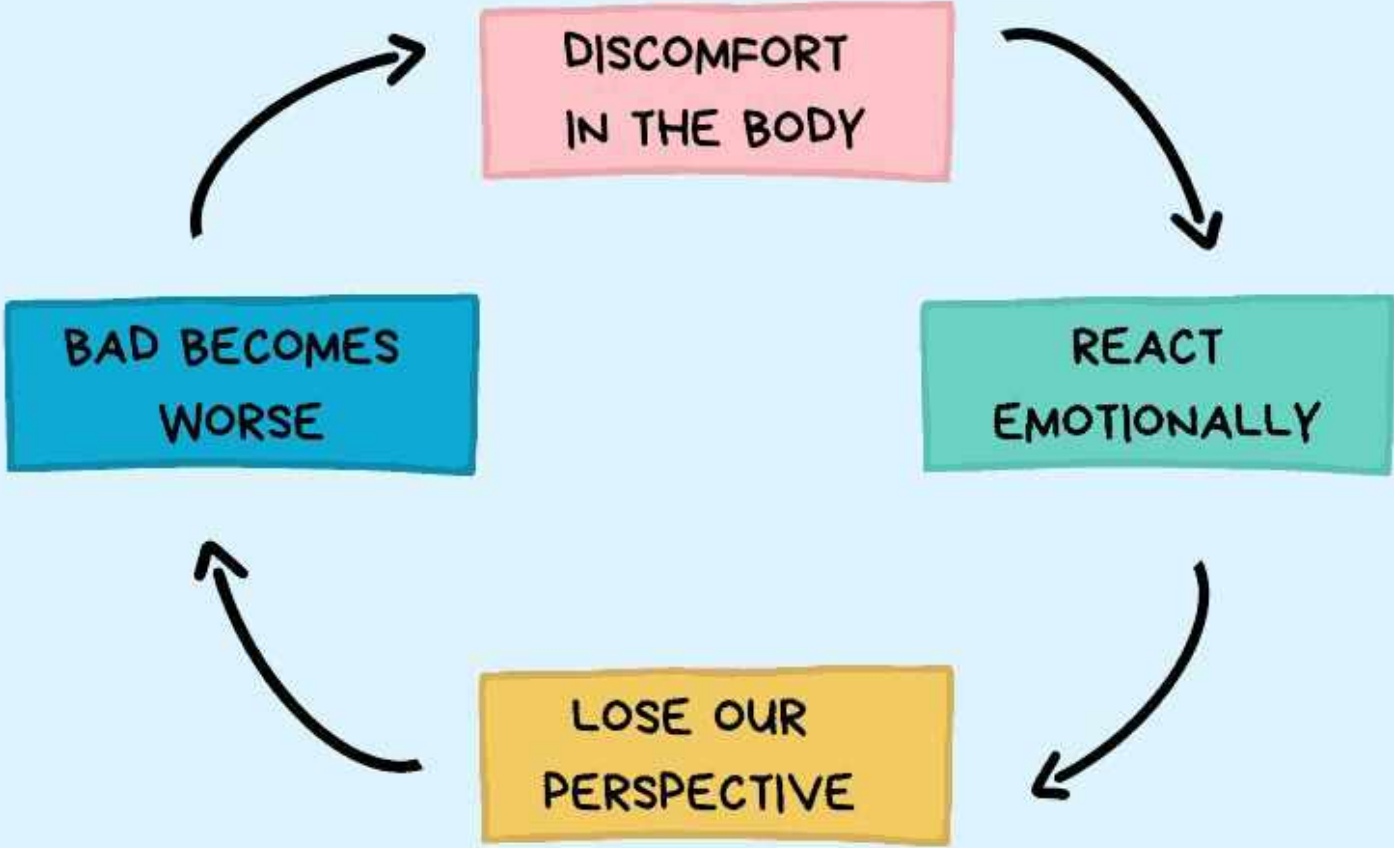 DISCOMFORT
IN THE BODY
REACT
EMOTIONALLY
LOSE OUR
PERSPECTIVE
BAD BECOMES
WORSE